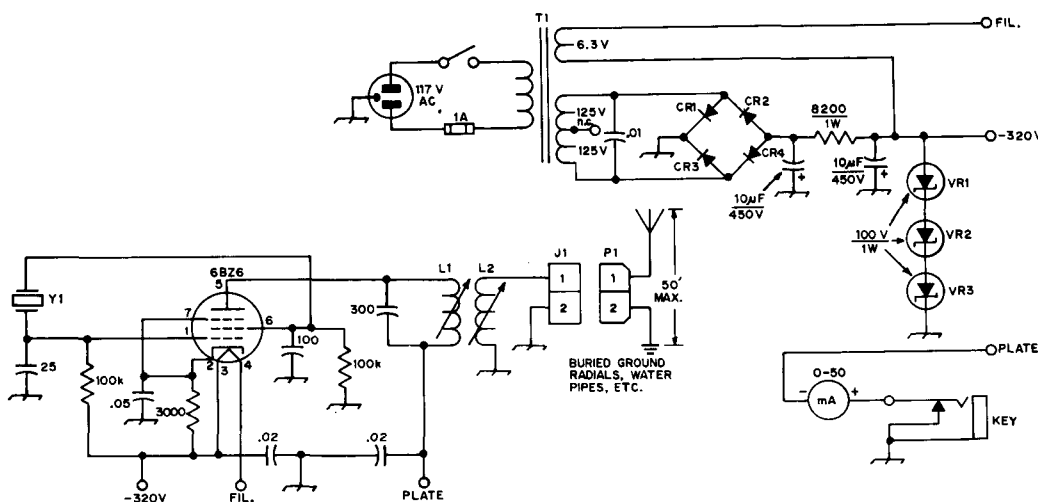 T1
FIL.
6.3V
117V
AC
1A
125V
n.c.
125V
.01
CR1
CR2
CR3
CR4
8200
1W
-320V
10µF
450V
10µF
450V
VR1
100V
1W
VR2
VR3
6BZ6
5
7
1
6
2
3
4
Y1
25
100k
.05
3000
100
100k
300
L1
L2
J1
1
2
P1
1
2
50'
MAX.
BURIED GROUND
RADIALS, WATER
PIPES, ETC.
.02
.02
-320V
FIL.
PLATE
PLATE
0-50
- mA +
KEY